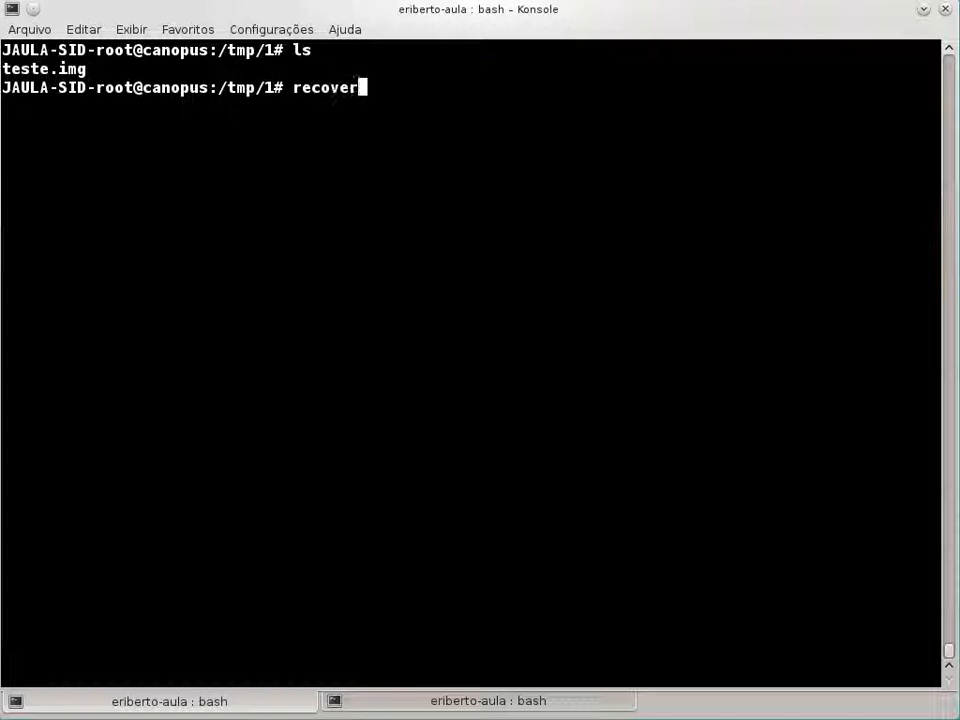 eriberto-aula : bash – Konsole
Arquivo Editar Exibir Favoritos Configurações Ajuda
JAULA-SID-root@canopus:/tmp/1# ls
teste.img
JAULA-SID-root@canopus:/tmp/1# recover
eriberto-aula : bash eriberto-aula : bash